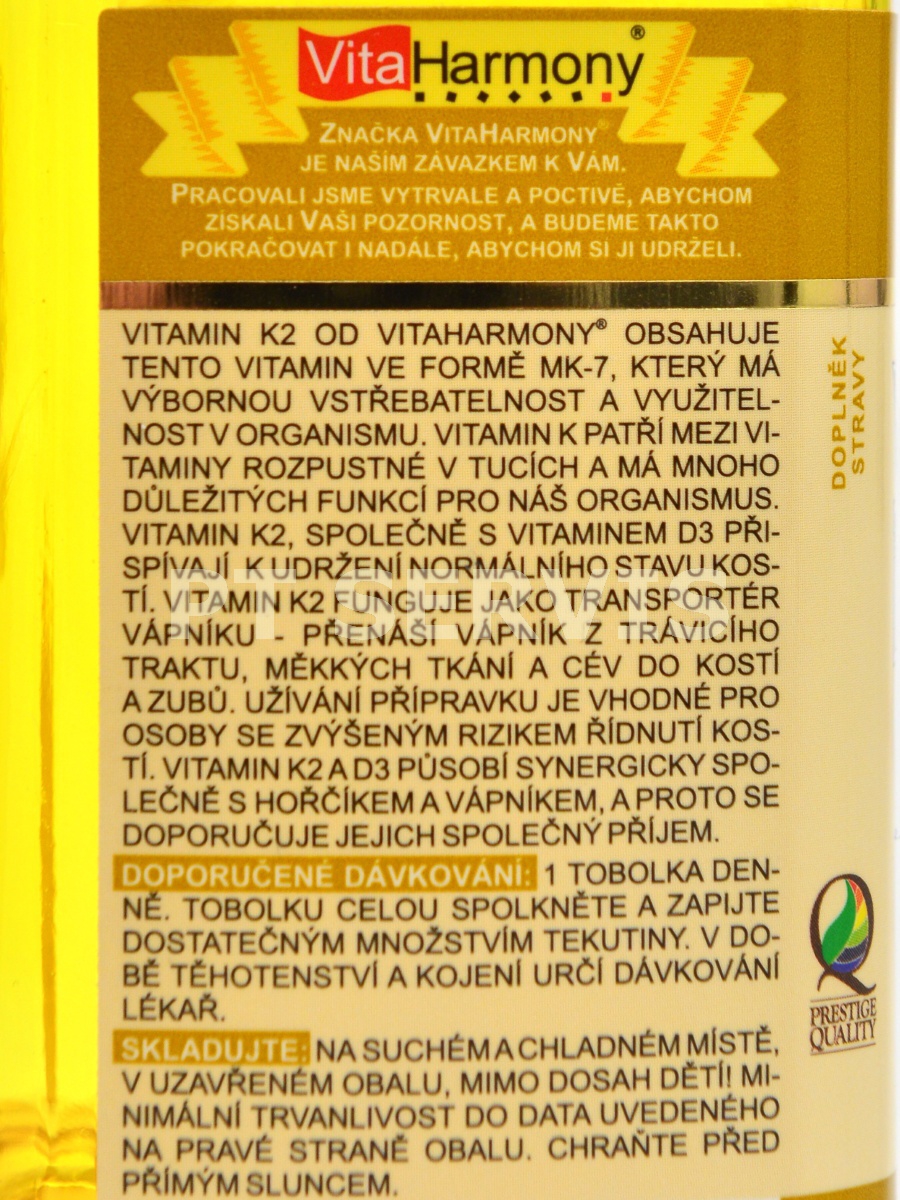 VitaHarmony®
ZNAČKA VITAHARMONY®
JE NAŠÍM ZÁVAZKEM K VÁM.
PRACOVALI JSME VYTRVALE A POCTIVĚ, ABYCHOM
ZÍSKALI VAŠI POZORNOST, A BUDEME TAKTO
POKRAČOVAT I NADÁLE, ABYCHOM SI JI UDRŽELI.
VITAMIN K2 OD VITAHARMONY® OBSAHUJE
TENTO VITAMIN VE FORMĚ MK-7, KTERÝ MÁ
VÝBORNOU VSTŘEBATELNOST A VYUŽITEL-
NOST V ORGANISMU. VITAMIN K PATŘÍ MEZI VI-
TAMINY ROZPUSTNÉ V TUCÍCH A MÁ MNOHO
DŮLEŽITÝCH FUNKCÍ PRO NÁŠ ORGANISMUS.
VITAMIN K2, SPOLEČNĚ S VITAMINEM D3 PŘI-
SPÍVAJÍ K UDRŽENÍ NORMÁLNÍHO STAVU KOS-
TÍ. VITAMIN K2 FUNGUJE JAKO TRANSPORTÉR
VÁPNÍKU - PŘENÁŠÍ VÁPNÍK Z TRÁVICÍHO
TRAKTU, MĚKKÝCH TKÁNÍ A CÉV DO KOSTÍ
A ZUBŮ. UŽÍVÁNÍ PŘÍPRAVKU JE VHODNÉ PRO
OSOBY SE ZVÝŠENÝM RIZIKEM ŘÍDNUTÍ KOS-
TÍ. VITAMIN K2 A D3 PŮSOBÍ SYNERGICKY SPO-
LEČNĚ S HOŘČÍKEM A VÁPNÍKEM, A PROTO SE
DOPORUČUJE JEJICH SPOLEČNÝ PŘÍJEM.
DOPORUČENÉ DÁVKOVÁNÍ: 1 TOBOLKA DEN-
NĚ. TOBOLKU CELOU SPOLKNĚTE A ZAPIJTE
DOSTATEČNÝM MNOŽSTVÍM TEKUTINY. V DO-
BĚ TĚHOTENSTVÍ A KOJENÍ URČÍ DÁVKOVÁNÍ
LÉKAŘ.
SKLADUJTE: NA SUCHÉM A CHLADNÉM MÍSTĚ,
V UZAVŘENÉM OBALU, MIMO DOSAH DĚTÍ! MI-
NIMÁLNÍ TRVANLIVOST DO DATA UVEDENÉHO
NA PRAVÉ STRANĚ OBALU. CHRAŇTE PŘED
PŘÍMÝM SLUNCEM.
DOPLNĚK
STRAVY
PRESTIGE
QUALITY